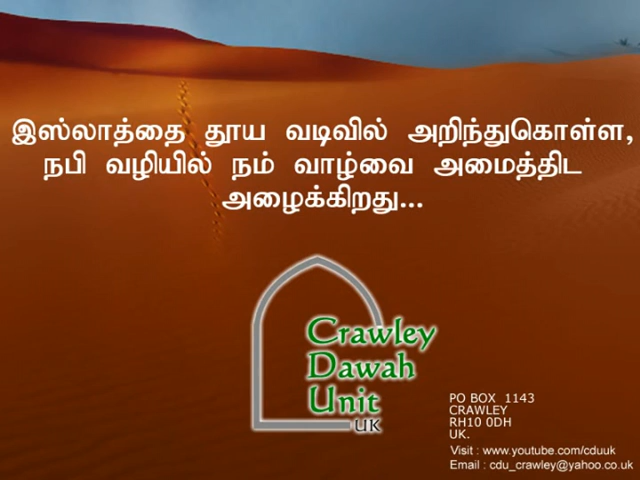 இஸ்லாத்தை தூய வடிவில் அறிந்துகொள்ள,
நபி வழியில் நம் வாழ்வை அமைத்திட
அழைக்கிறது...
Crawley
Dawah
Unit
UK
PO BOX 1143
CRAWLEY
RH10 0DH
UK.
Visit : www.youtube.com/cduuk
Email : cdu_crawley@yahoo.co.uk